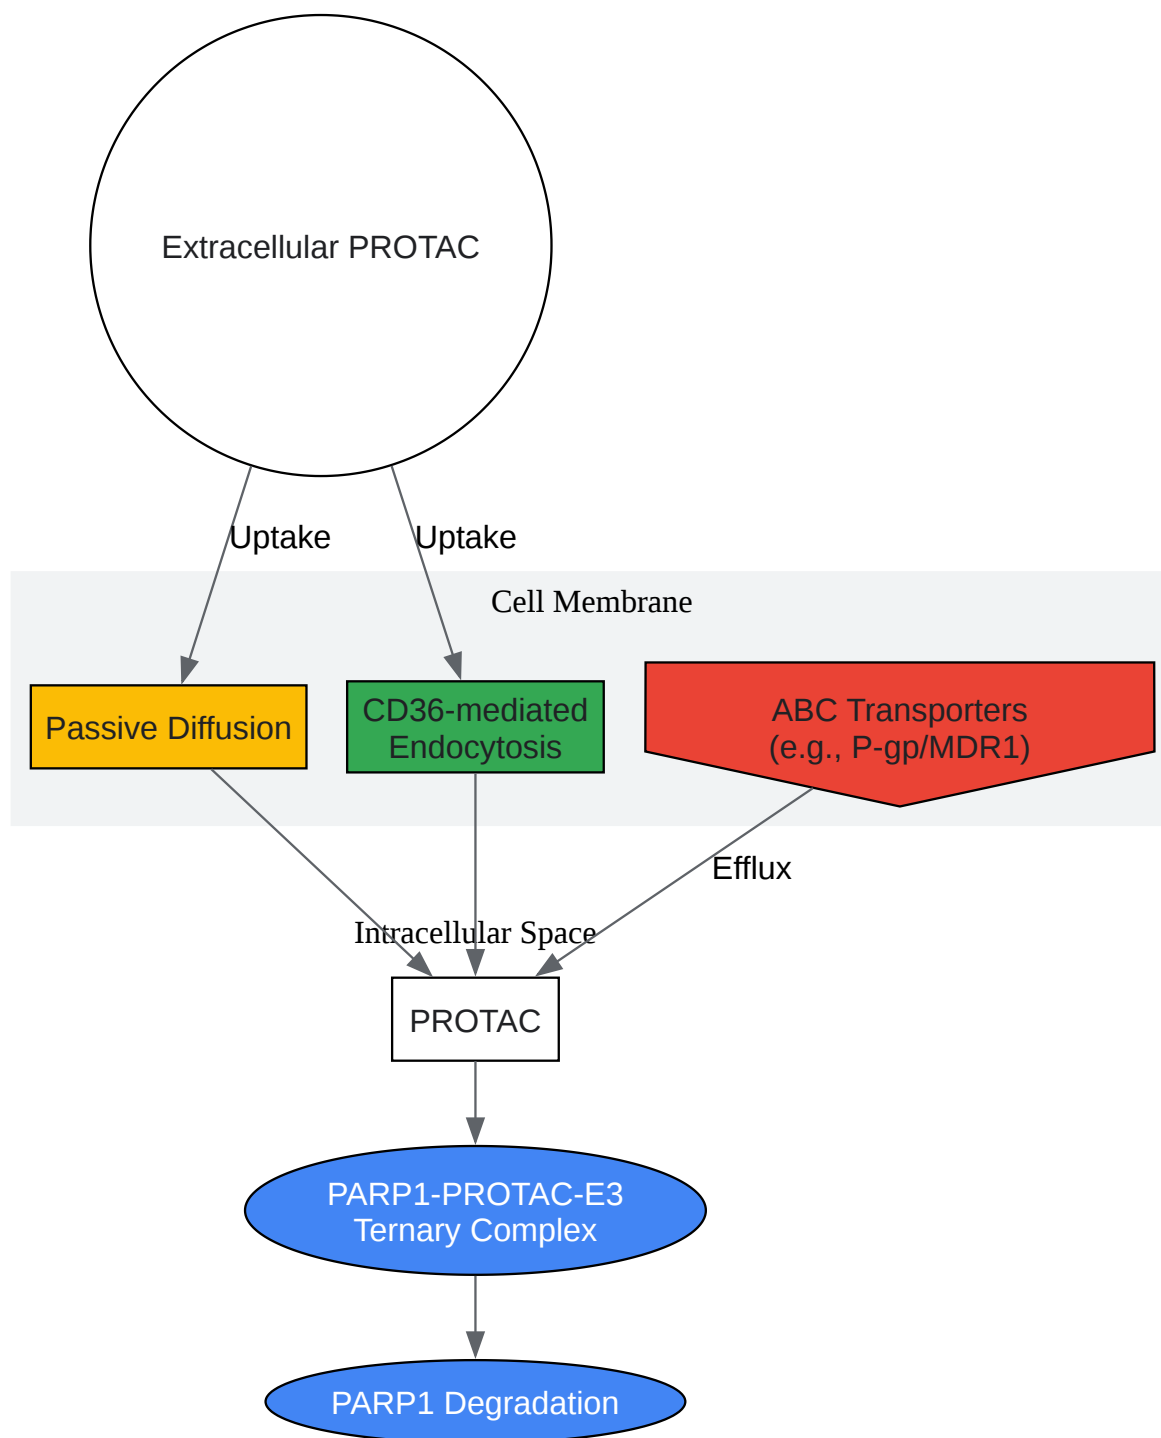 Extracellular PROTAC
Uptake
Uptake
Cell Membrane
Passive Diffusion
CD36-mediated
Endocytosis
ABC Transporters
(e.g., P-gp/MDR1)
Efflux
Intracellular Space
PROTAC
PARP1-PROTAC-E3
Ternary Complex
PARP1 Degradation